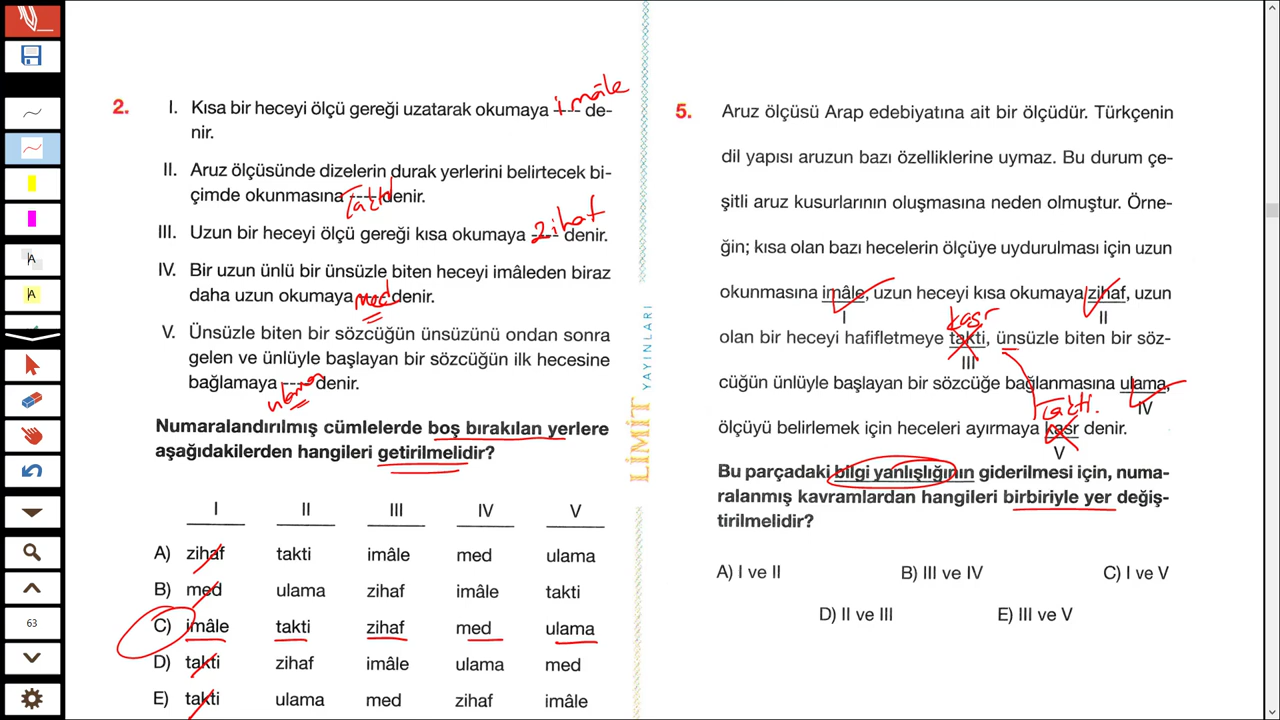 2.
I. Kısa bir heceyi ölçü gereği uzatarak okumaya ---- de-
imâle
nir.
II. Aruz ölçüsünde dizelerin durak yerlerini belirtecek bi-
çimde okunmasına ---- denir.
takti
III. Uzun bir heceyi ölçü gereği kısa okumaya ---- denir.
zihaf
IV. Bir uzun ünlü bir ünsüzle biten heceyi imâleden biraz
daha uzun okumaya ---- denir.
med
V. Ünsüzle biten bir sözcüğün ünsüzünü ondan sonra
gelen ve ünlüyle başlayan bir sözcüğün ilk hecesine
bağlamaya ---- denir.
ulama
Numaralandırılmış cümlelerde boş bırakılan yerlere
aşağıdakilerden hangileri getirilmelidir?
I II III IV V
A) zihaf takti imâle med ulama
B) med ulama zihaf imâle takti
C) imâle takti zihaf med ulama
D) takti zihaf imâle ulama med
E) takti ulama med zihaf imâle
LİMİT YAYINLARI
5. Aruz ölçüsü Arap edebiyatına ait bir ölçüdür. Türkçenin
dil yapısı aruzun bazı özelliklerine uymaz. Bu durum çe-
şitli aruz kusurlarının oluşmasına neden olmuştur. Örne-
ğin; kısa olan bazı hecelerin ölçüye uydurulması için uzun
okunmasına imâle, uzun heceyi kısa okumaya zihaf, uzun
I II
kasr
olan bir heceyi hafifletmeye takti, ünsüzle biten bir söz-
III
cüğün ünlüyle başlayan bir sözcüğe bağlanmasına ulama,
IV
takti.
ölçüyü belirlemek için heceleri ayırmaya kasr denir.
V
Bu parçadaki bilgi yanlışlığının giderilmesi için, numa-
ralanmış kavramlardan hangileri birbiriyle yer değiş-
tirilmelidir?
A) I ve II B) III ve IV C) I ve V
D) II ve III E) III ve V
A
A
63